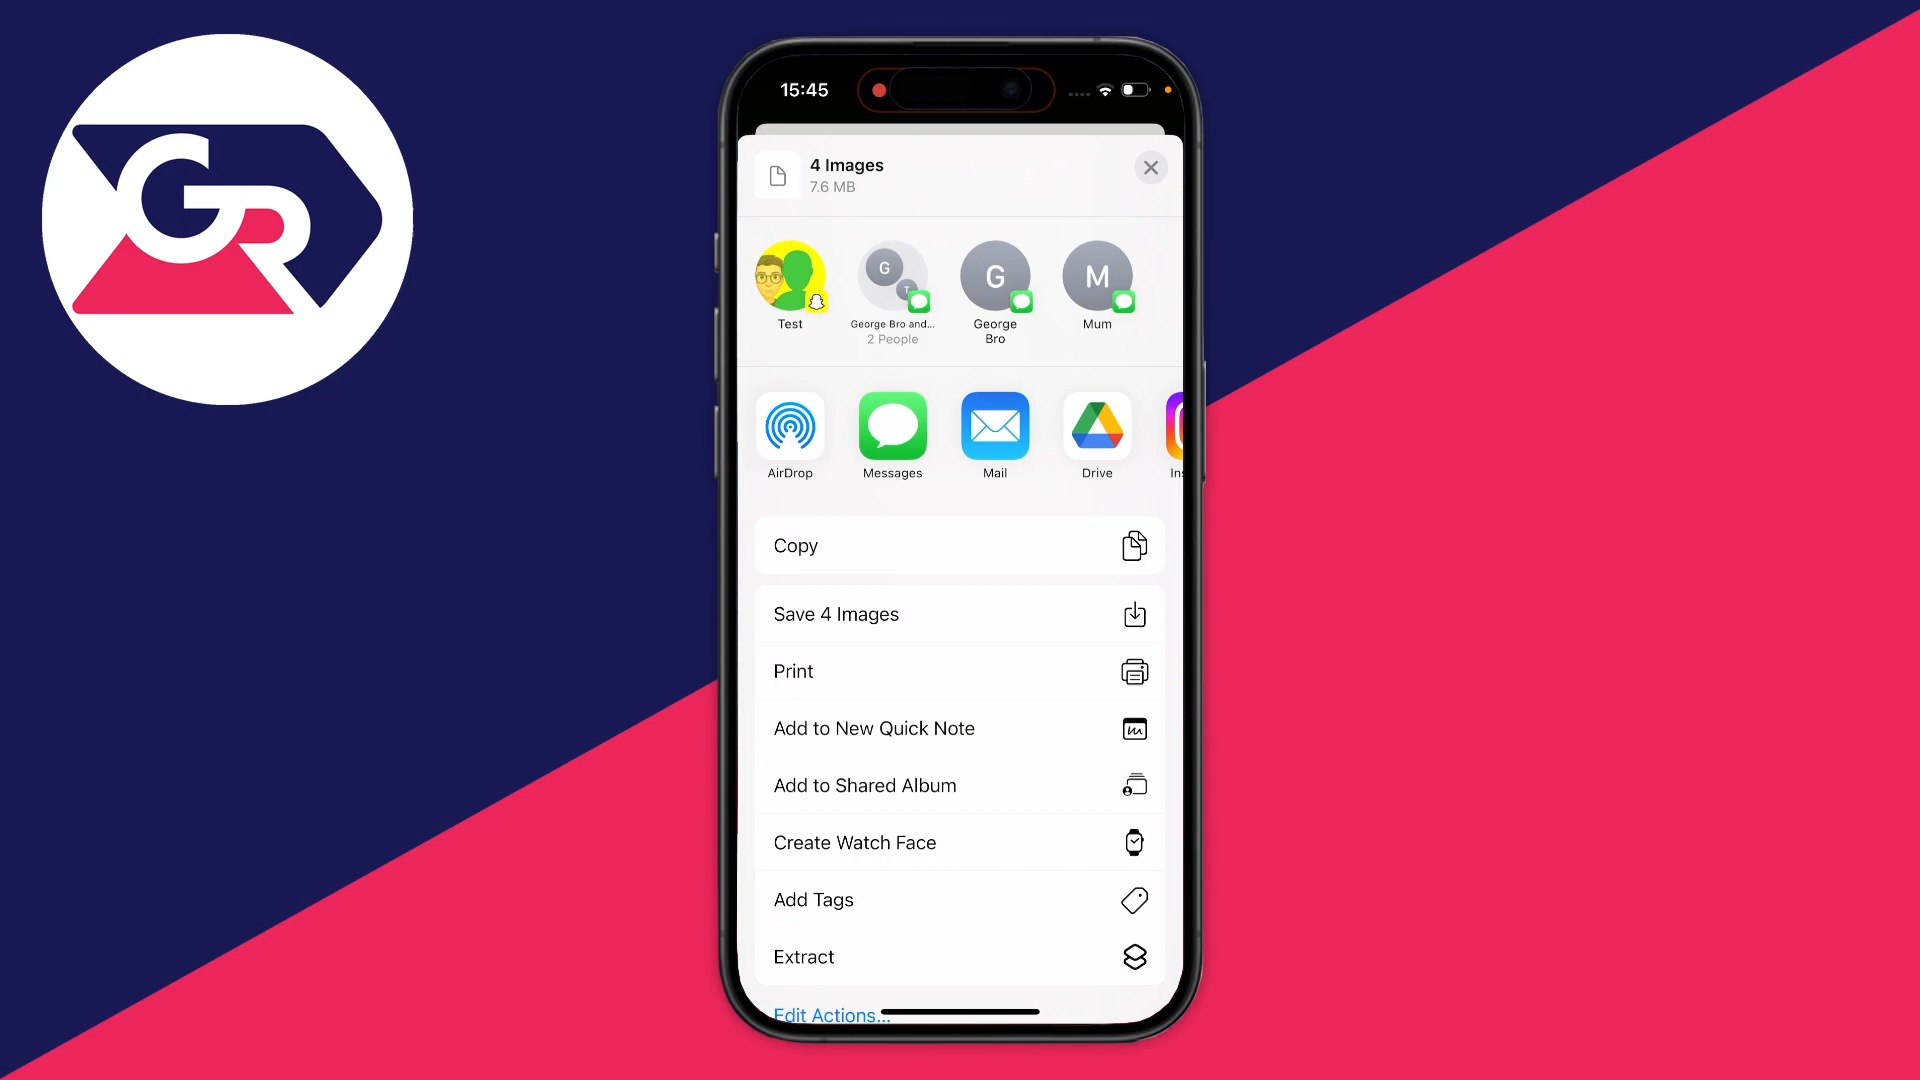 GR
15:45
4 Images
7.6 MB
G
T
G
M
Test
George Bro and...
2 People
George
Bro
Mum
AirDrop
Messages
Mail
Drive
Ins
Copy
Save 4 Images
Print
Add to New Quick Note
Add to Shared Album
Create Watch Face
Add Tags
Extract
Edit Actions...